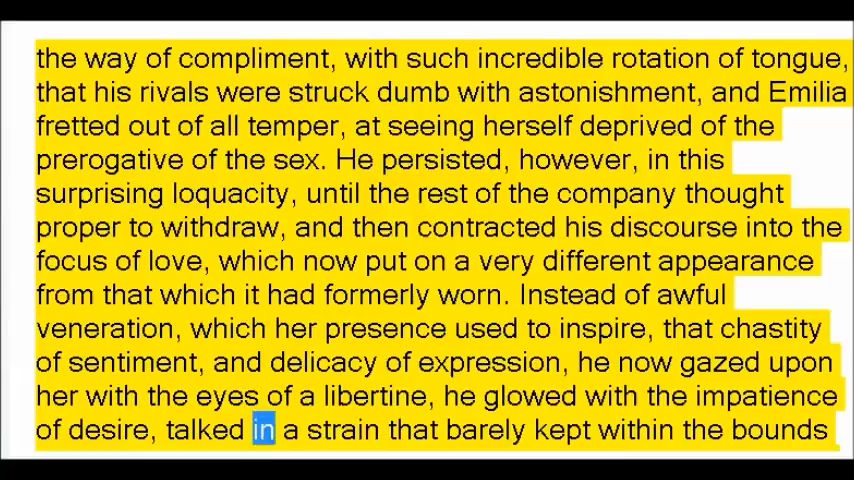 the way of compliment, with such incredible rotation of tongue,
that his rivals were struck dumb with astonishment, and Emilia
fretted out of all temper, at seeing herself deprived of the
prerogative of the sex. He persisted, however, in this
surprising loquacity, until the rest of the company thought
proper to withdraw, and then contracted his discourse into the
focus of love, which now put on a very different appearance
from that which it had formerly worn. Instead of awful
veneration, which her presence used to inspire, that chastity
of sentiment, and delicacy of expression, he now gazed upon
her with the eyes of a libertine, he glowed with the impatience
of desire, talked in a strain that barely kept within the bounds